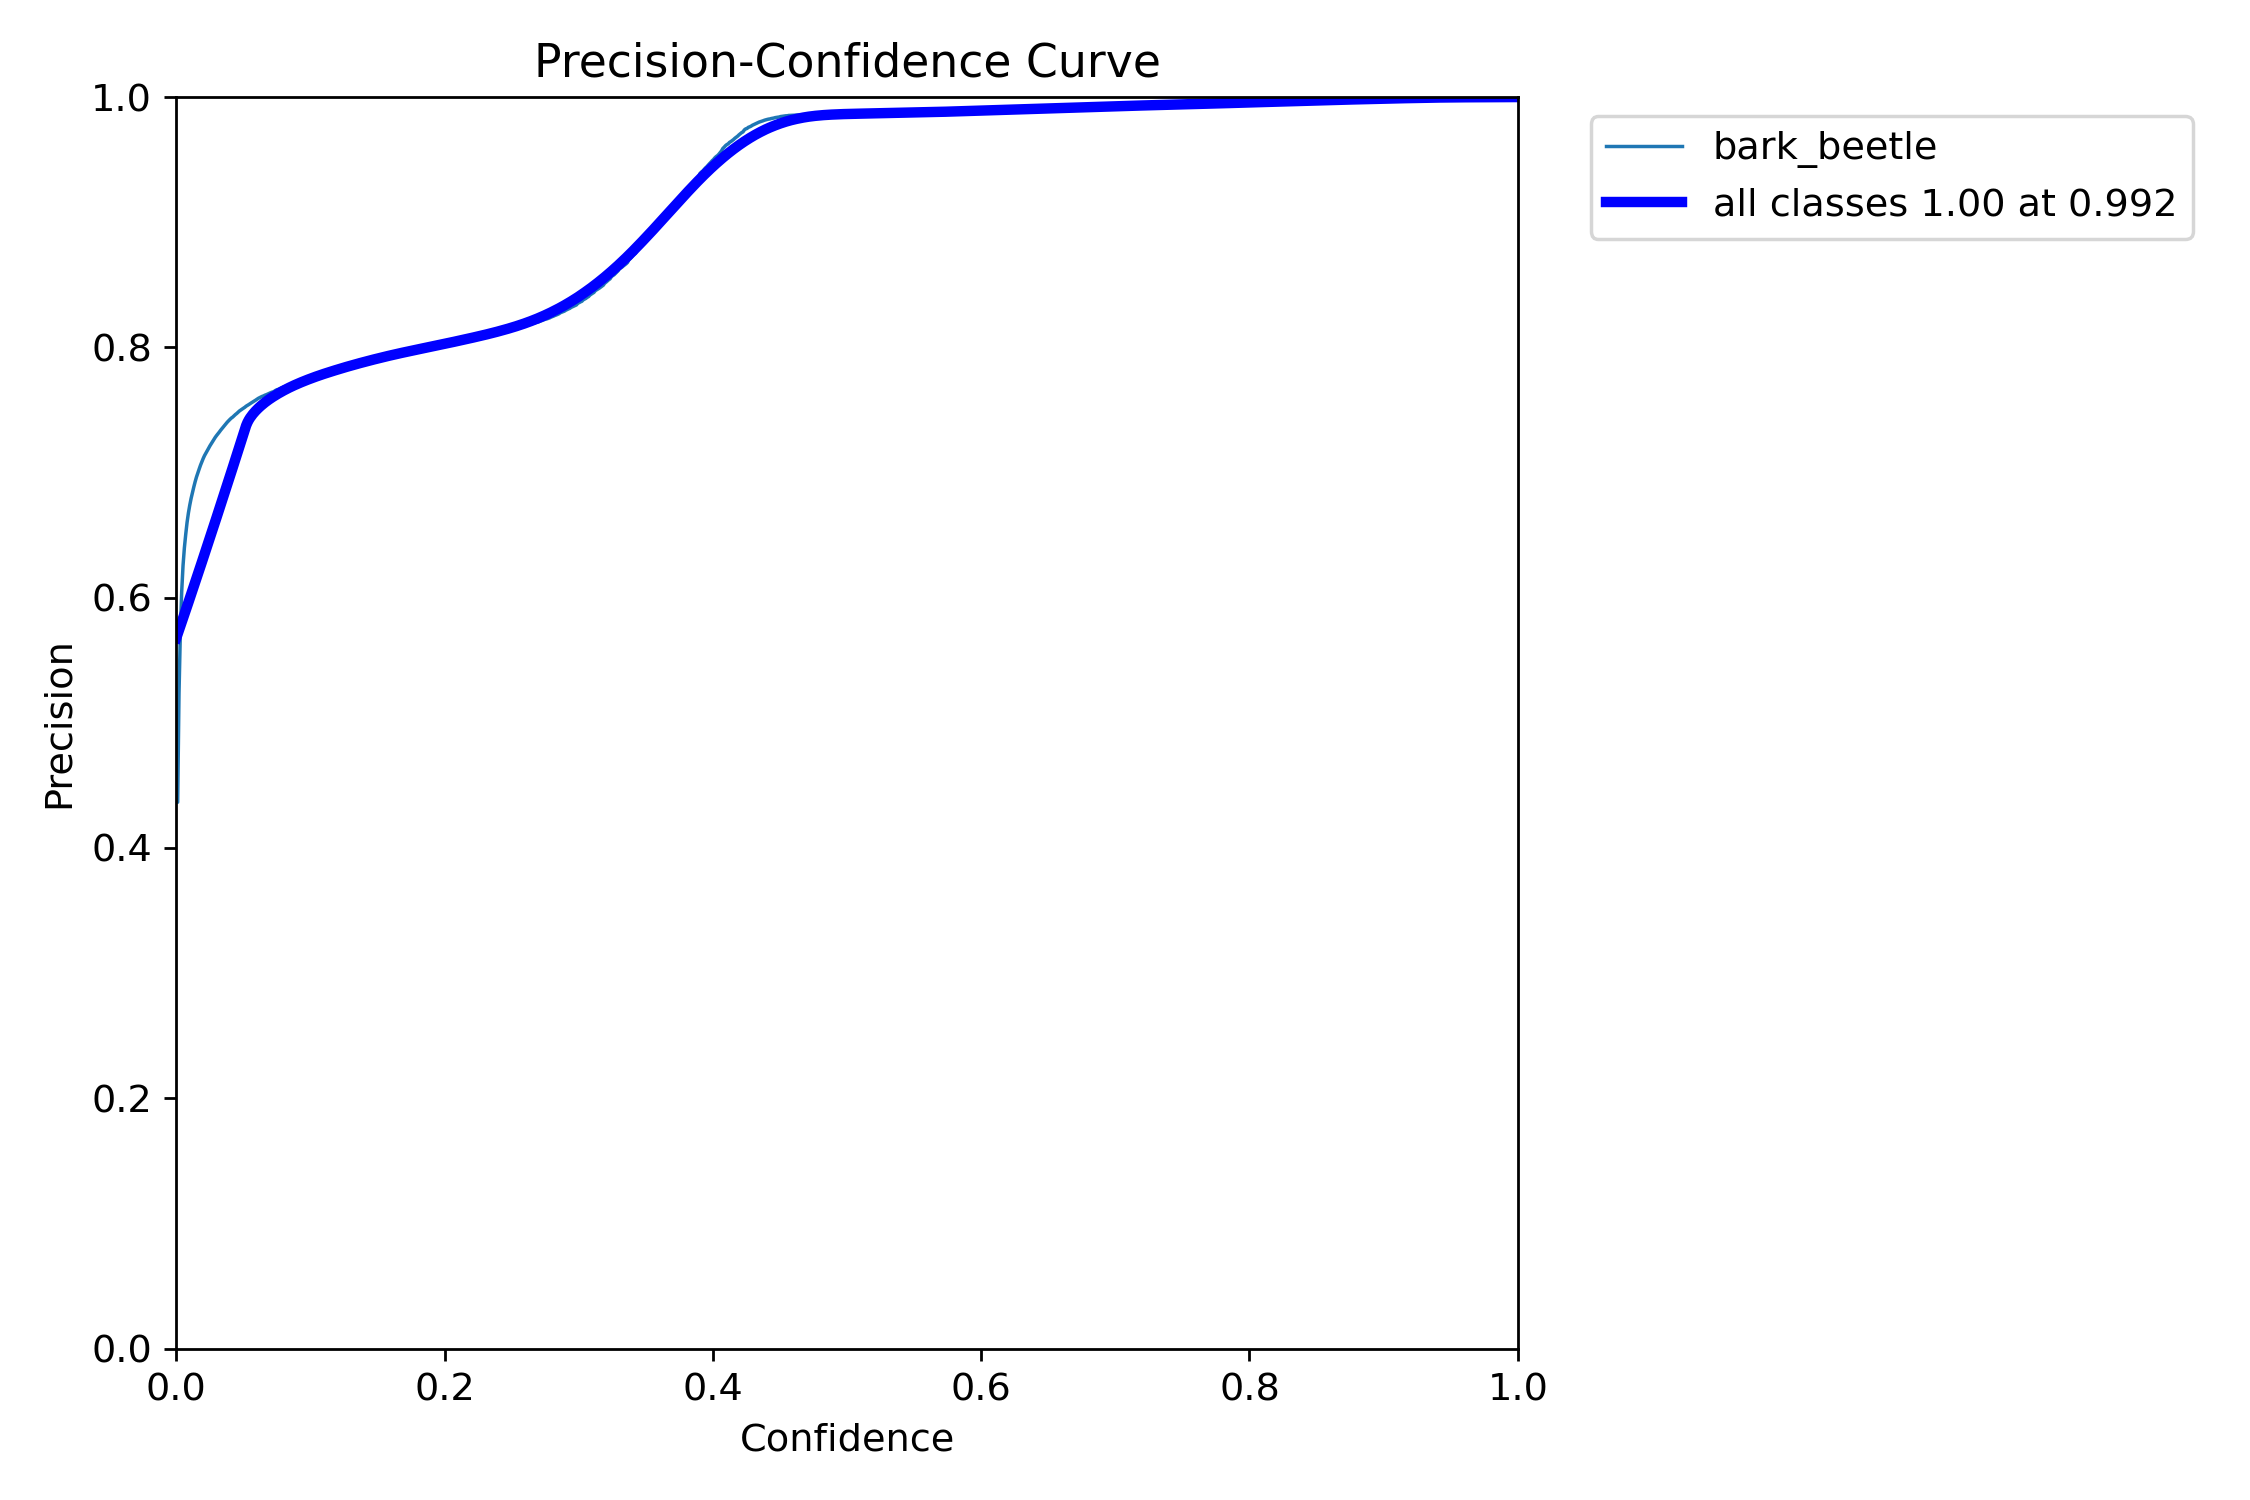 Precision-Confidence Curve
1.0
0.8
0.6
0.4
0.2
0.0
Precision
0.0 0.2 0.4 0.6 0.8 1.0
Confidence
bark_beetle
all classes 1.00 at 0.992